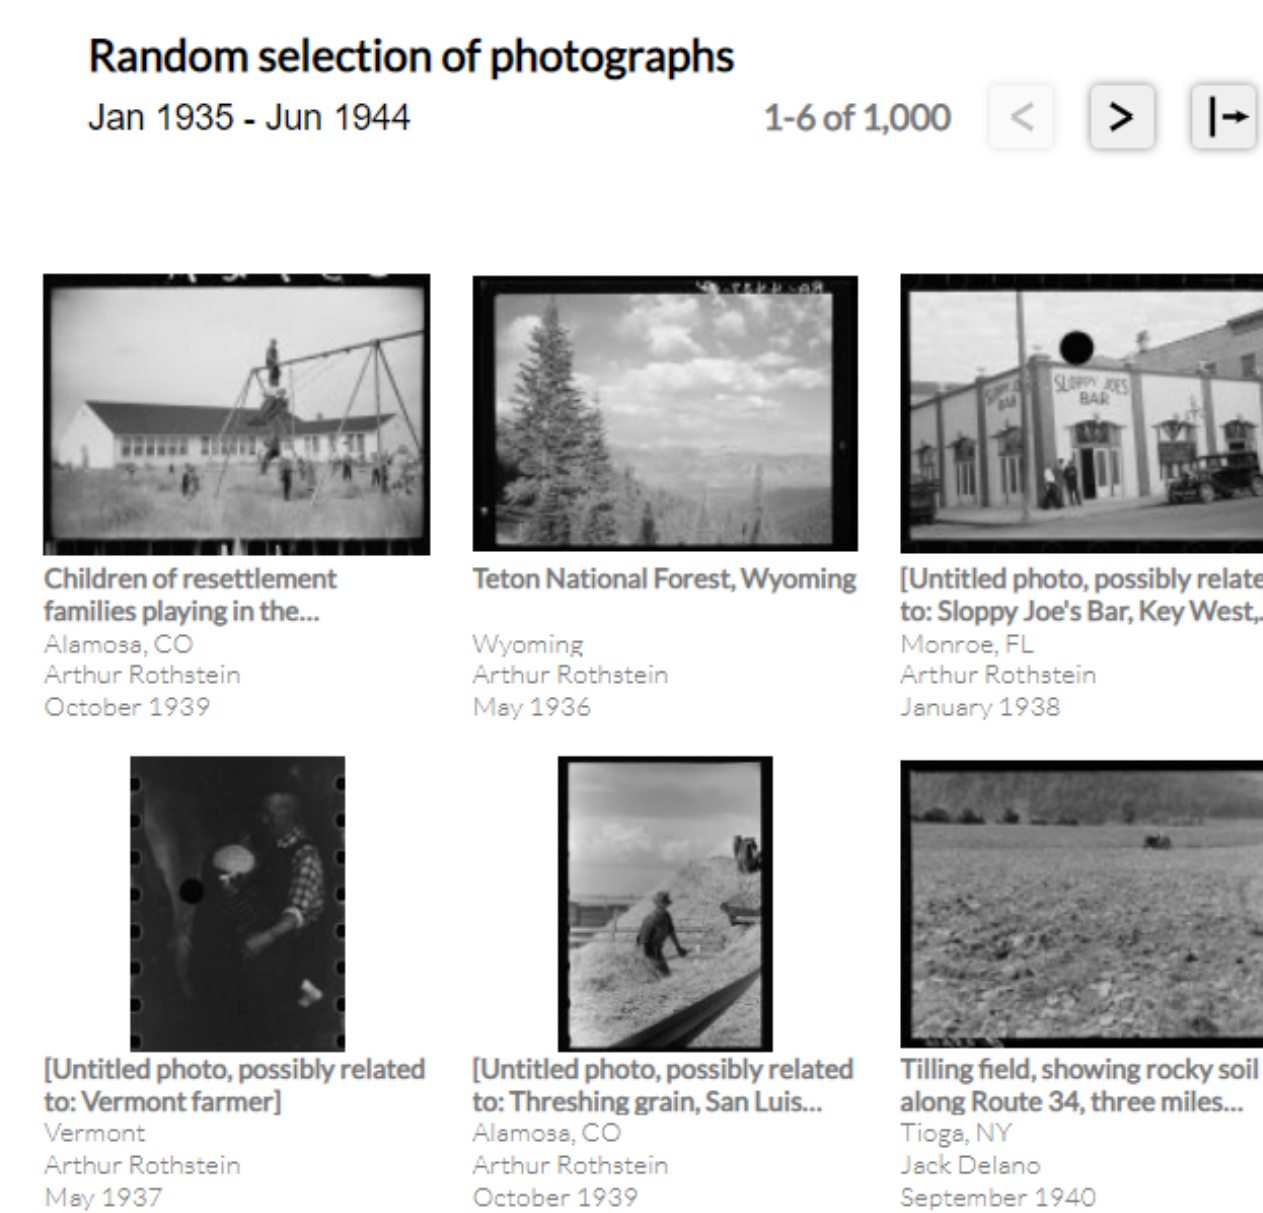 Random selection of photographs
Jan 1935 - Jun 1944
1-6 of 1,000
SLOPPY JOE'S
BAR
Children of resettlement
families playing in the...
Alamosa, CO
Arthur Rothstein
October 1939
Teton National Forest, Wyoming
Wyoming
Arthur Rothstein
May 1936
[Untitled photo, possibly relate
to: Sloppy Joe's Bar, Key West,.
Monroe, FL
Arthur Rothstein
January 1938
[Untitled photo, possibly related
to: Vermont farmer]
Vermont
Arthur Rothstein
May 1937
[Untitled photo, possibly related
to: Threshing grain, San Luis...
Alamosa, CO
Arthur Rothstein
October 1939
Tilling field, showing rocky soil
along Route 34, three miles...
Tioga, NY
Jack Delano
September 1940